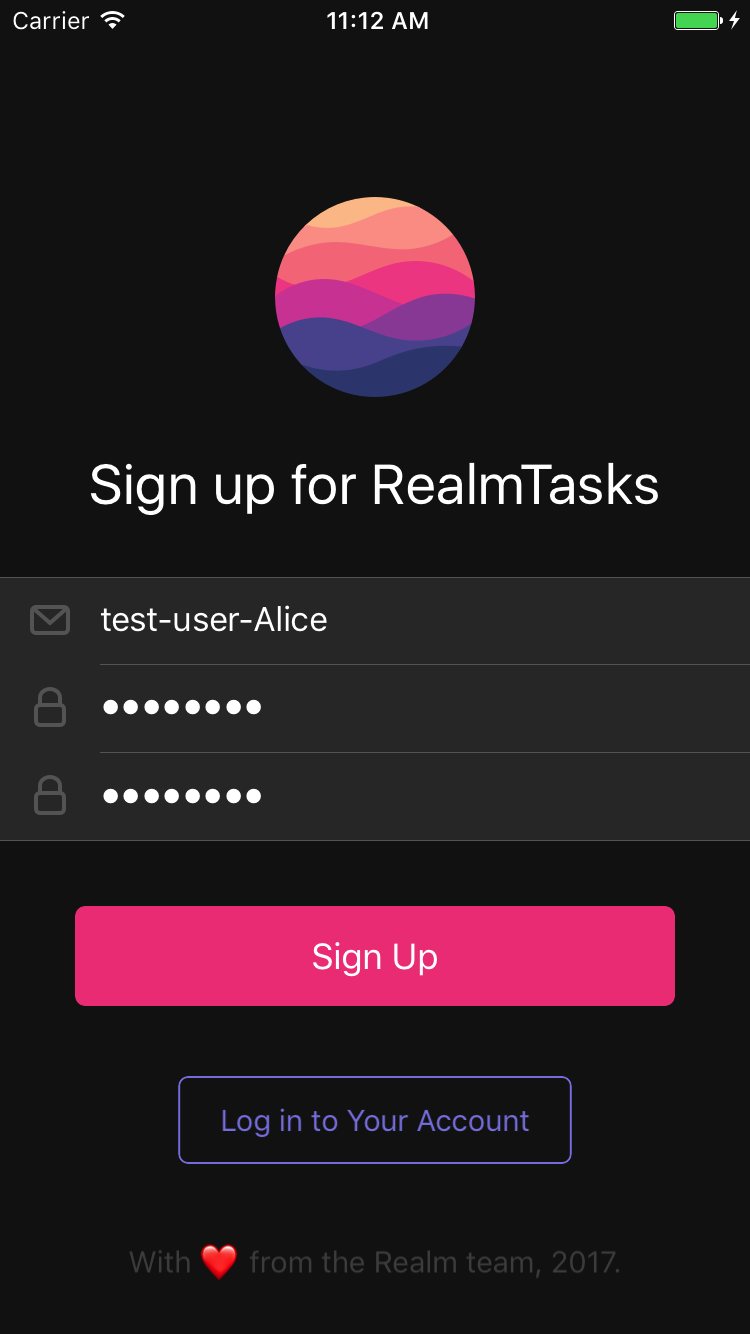 Carrier 11:12 AM
Sign up for RealmTasks
test-user-Alice
••••••••
••••••••
Sign Up
Log in to Your Account
With ❤️ from the Realm team, 2017.